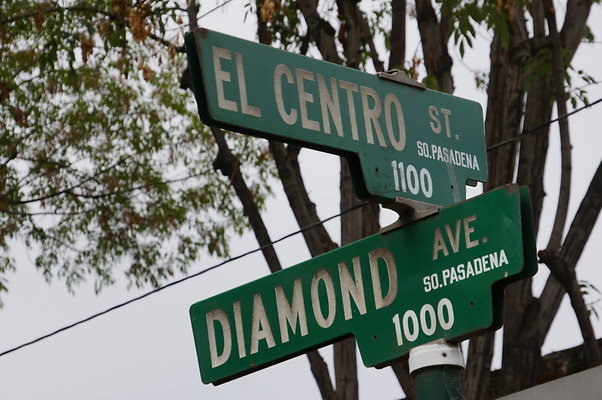 EL CENTRO ST.
SO. PASADENA
1100
DIAMOND AVE.
SO. PASADENA
1000